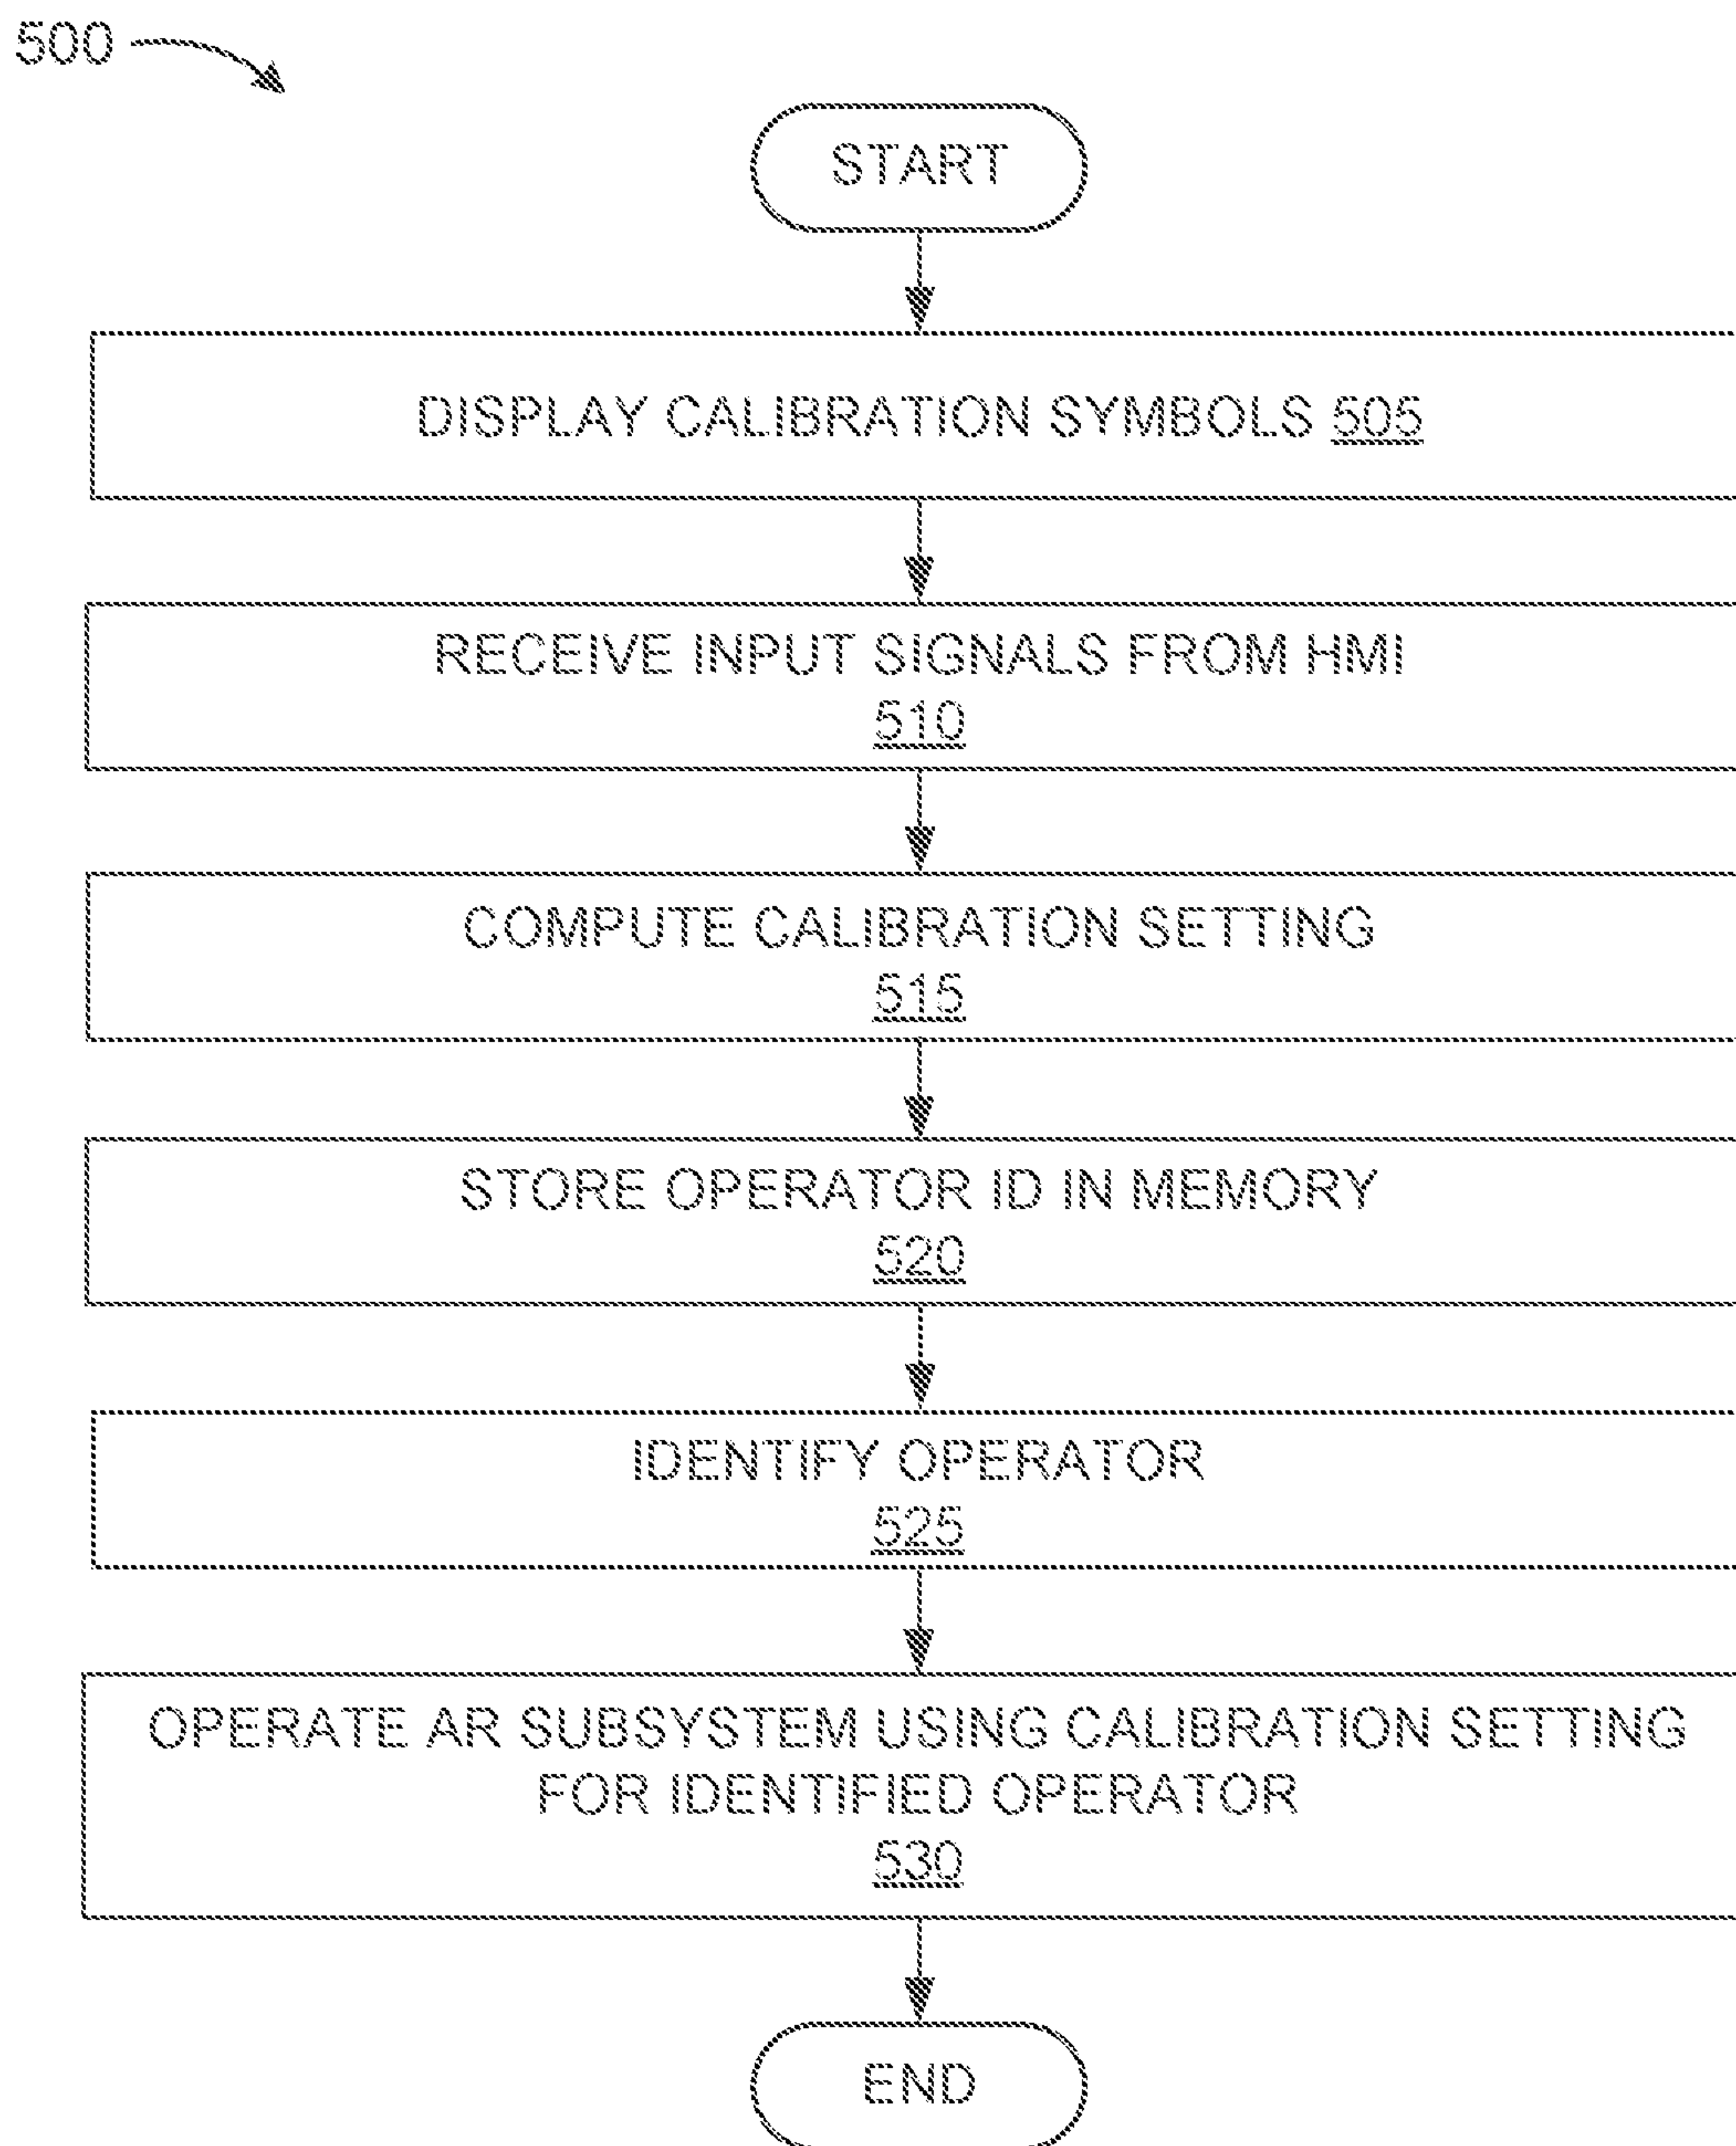 500
START
DISPLAY CALIBRATION SYMBOLS 505
RECEIVE INPUT SIGNALS FROM HMI
510
COMPUTE CALIBRATION SETTING
515
STORE OPERATOR ID IN MEMORY
520
IDENTIFY OPERATOR
525
OPERATE AR SUBSYSTEM USING CALIBRATION SETTING
FOR IDENTIFIED OPERATOR
530
END